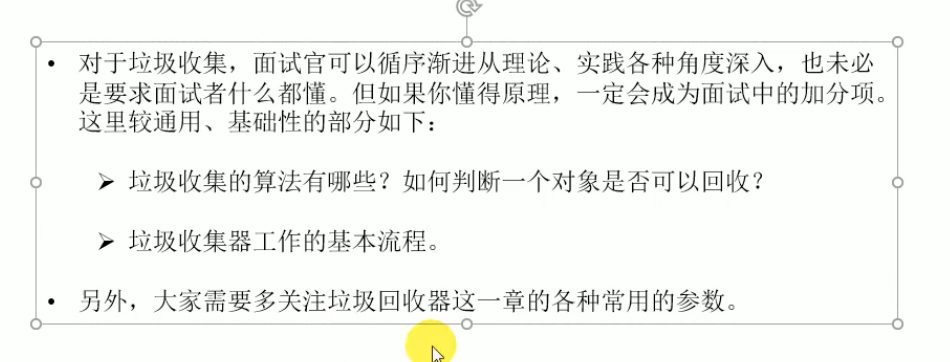 • 对于垃圾收集，面试官可以循序渐进从理论、实践各种角度深入，也未必
是要求面试者什么都懂。但如果你懂得原理，一定会成为面试中的加分项。
这里较通用、基础性的部分如下：
➢ 垃圾收集的算法有哪些？如何判断一个对象是否可以回收？
➢ 垃圾收集器工作的基本流程。
• 另外，大家需要多关注垃圾回收器这一章的各种常用的参数。